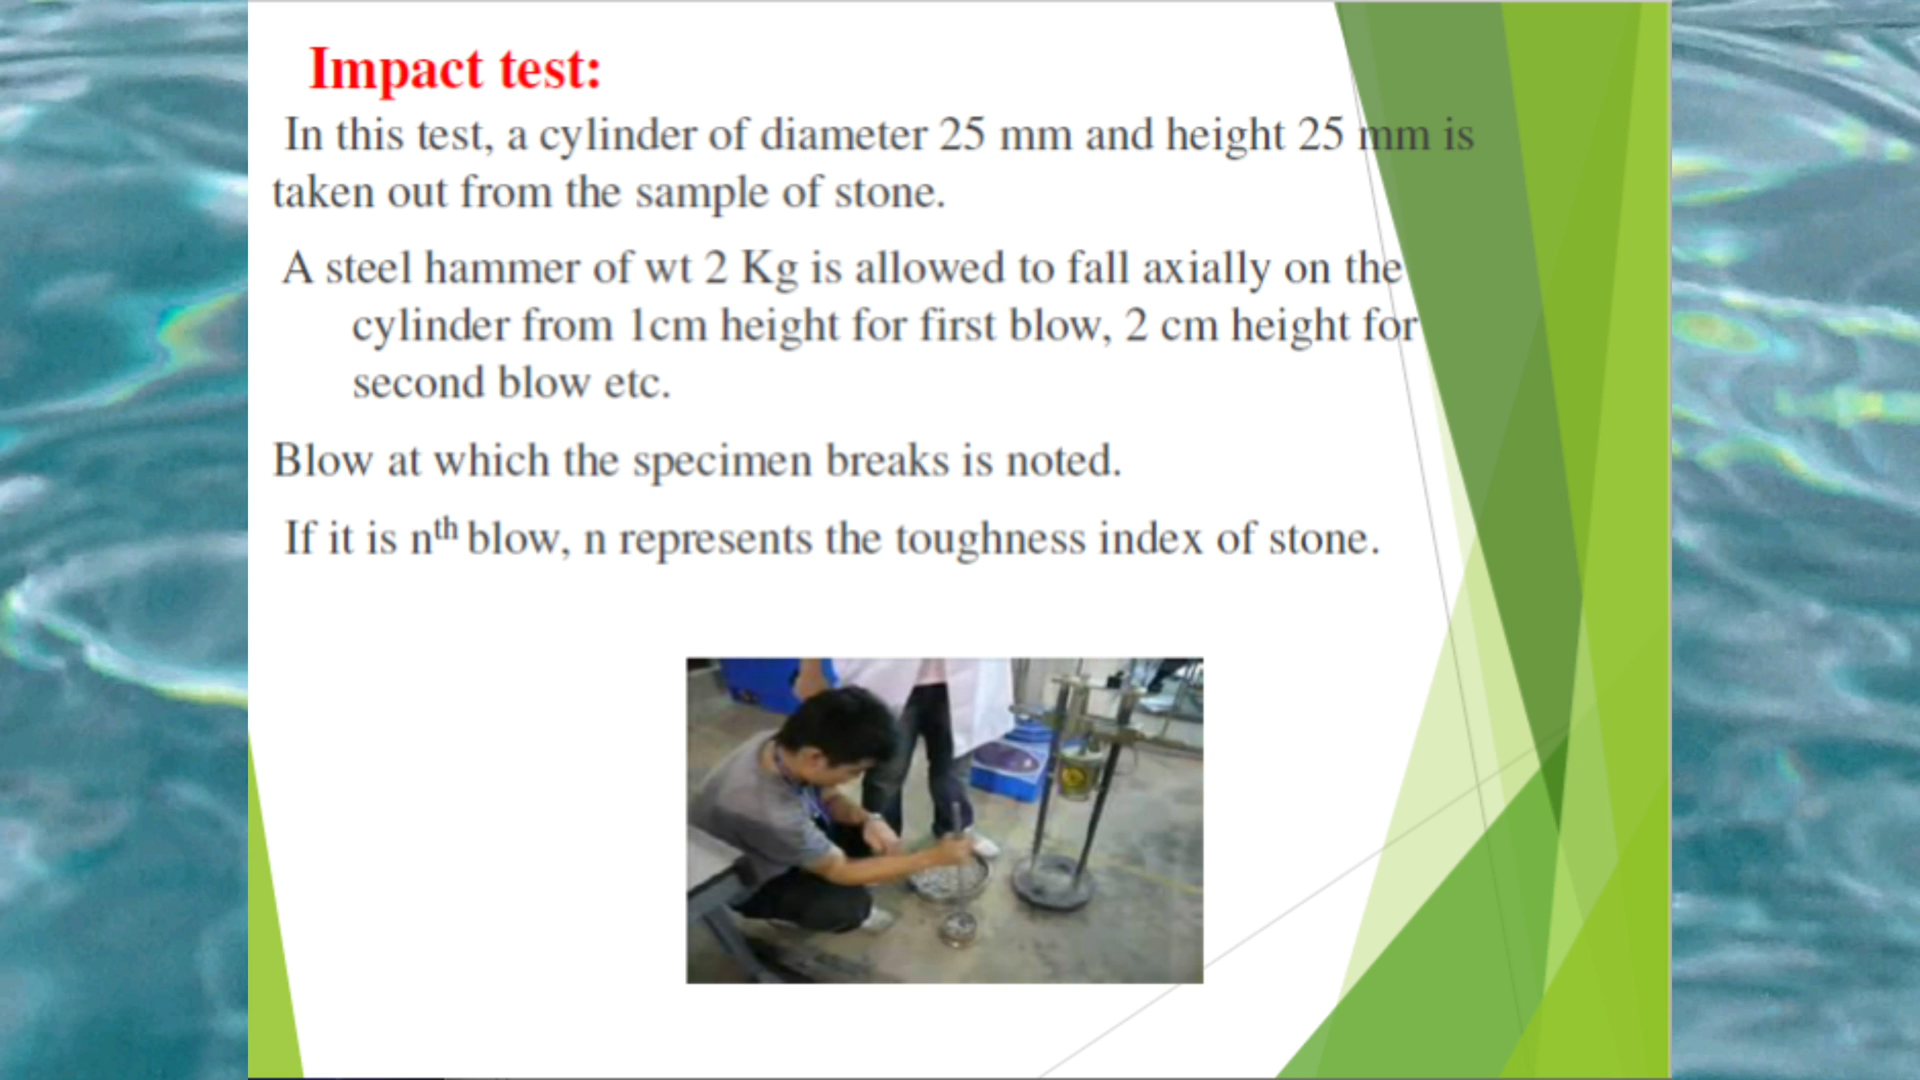 Impact test:
In this test, a cylinder of diameter 25 mm and height 25 mm is
taken out from the sample of stone.
A steel hammer of wt 2 Kg is allowed to fall axially on the
cylinder from 1cm height for first blow, 2 cm height for
second blow etc.
Blow at which the specimen breaks is noted.
If it is nth blow, n represents the toughness index of stone.